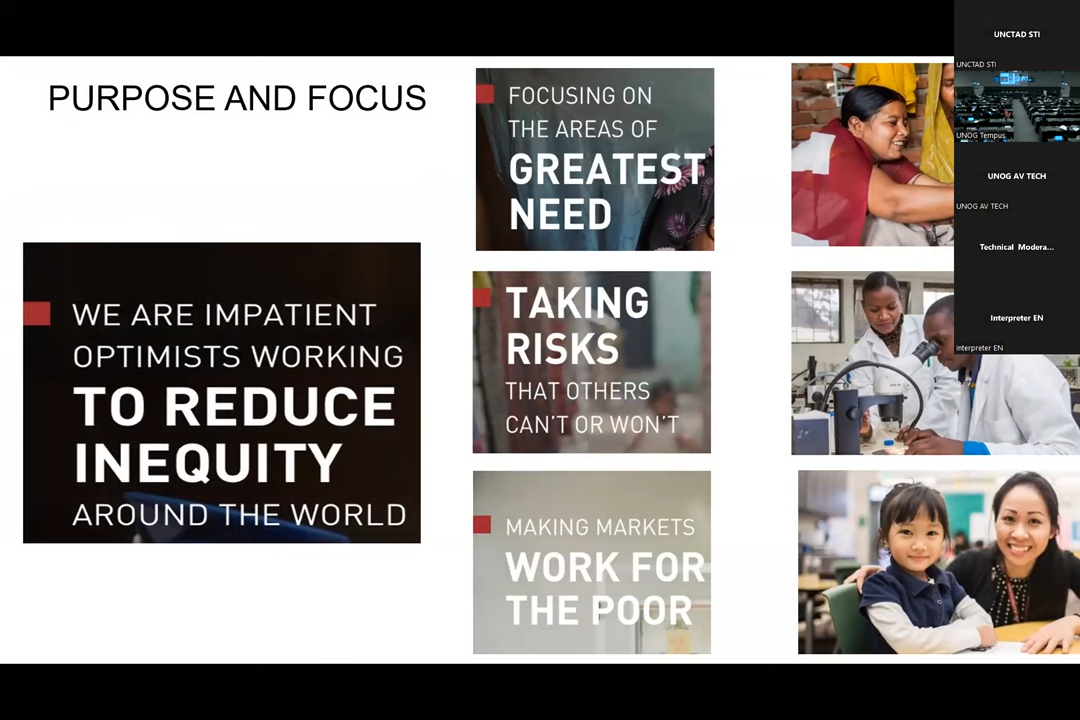 PURPOSE AND FOCUS
WE ARE IMPATIENT
OPTIMISTS WORKING
TO REDUCE
INEQUITY
AROUND THE WORLD
FOCUSING ON
THE AREAS OF
GREATEST
NEED
TAKING
RISKS
THAT OTHERS
CAN'T OR WON'T
MAKING MARKETS
WORK FOR
THE POOR
UNCTAD STI
UNCTAD STI
UNOG Tempus
UNOG AV TECH
UNOG AV TECH
Technical Modera...
Interpreter EN
Interpreter EN